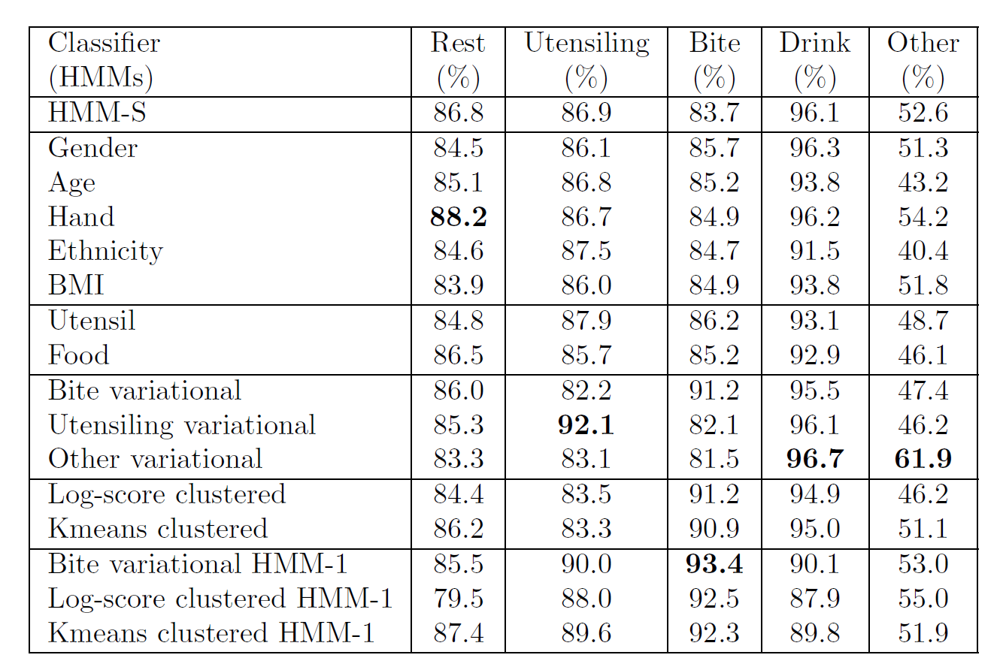 Classifier Rest Utensiling Bite Drink Other
(HMMs) (%) (%) (%) (%) (%)
HMM-S 86.8 86.9 83.7 96.1 52.6
Gender 84.5 86.1 85.7 96.3 51.3
Age 85.1 86.8 85.2 93.8 43.2
Hand 88.2 86.7 84.9 96.2 54.2
Ethnicity 84.6 87.5 84.7 91.5 40.4
BMI 83.9 86.0 84.9 93.8 51.8
Utensil 84.8 87.9 86.2 93.1 48.7
Food 86.5 85.7 85.2 92.9 46.1
Bite variational 86.0 82.2 91.2 95.5 47.4
Utensiling variational 85.3 92.1 82.1 96.1 46.2
Other variational 83.3 83.1 81.5 96.7 61.9
Log-score clustered 84.4 83.5 91.2 94.9 46.2
Kmeans clustered 86.2 83.3 90.9 95.0 51.1
Bite variational HMM-1 85.5 90.0 93.4 90.1 53.0
Log-score clustered HMM-1 79.5 88.0 92.5 87.9 55.0
Kmeans clustered HMM-1 87.4 89.6 92.3 89.8 51.9